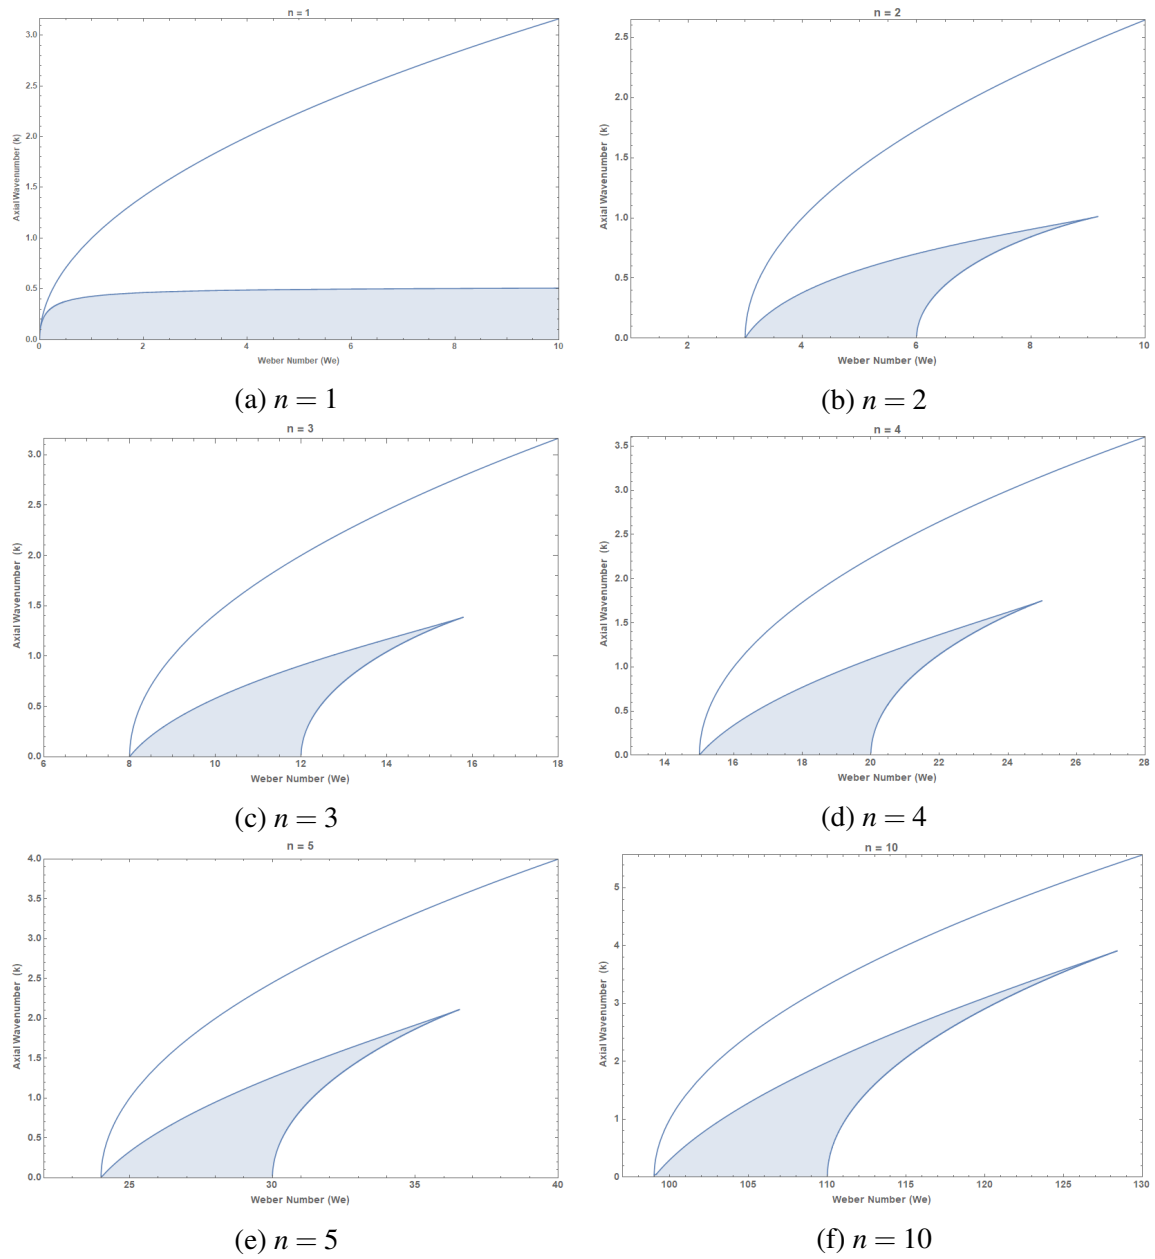 n = 1
Axial Wavenumber (k)
3.0
2.5
2.0
1.5
1.0
0.5
0.0
0 2 4 6 8 10
Weber Number (We)
(a) n = 1
n = 2
Axial Wavenumber (k)
2.5
2.0
1.5
1.0
0.5
0.0
2 4 6 8 10
Weber Number (We)
(b) n = 2
n = 3
Axial Wavenumber (k)
3.0
2.5
2.0
1.5
1.0
0.5
0.0
6 8 10 12 14 16 18
Weber Number (We)
(c) n = 3
n = 4
Axial Wavenumber (k)
3.5
3.0
2.5
2.0
1.5
1.0
0.5
0.0
14 16 18 20 22 24 26 28
Weber Number (We)
(d) n = 4
n = 5
Axial Wavenumber (k)
4.0
3.5
3.0
2.5
2.0
1.5
1.0
0.5
0.0
25 30 35 40
Weber Number (We)
(e) n = 5
n = 10
Axial Wavenumber (k)
5
4
3
2
1
0
100 105 110 115 120 125 130
Weber Number (We)
(f) n = 10